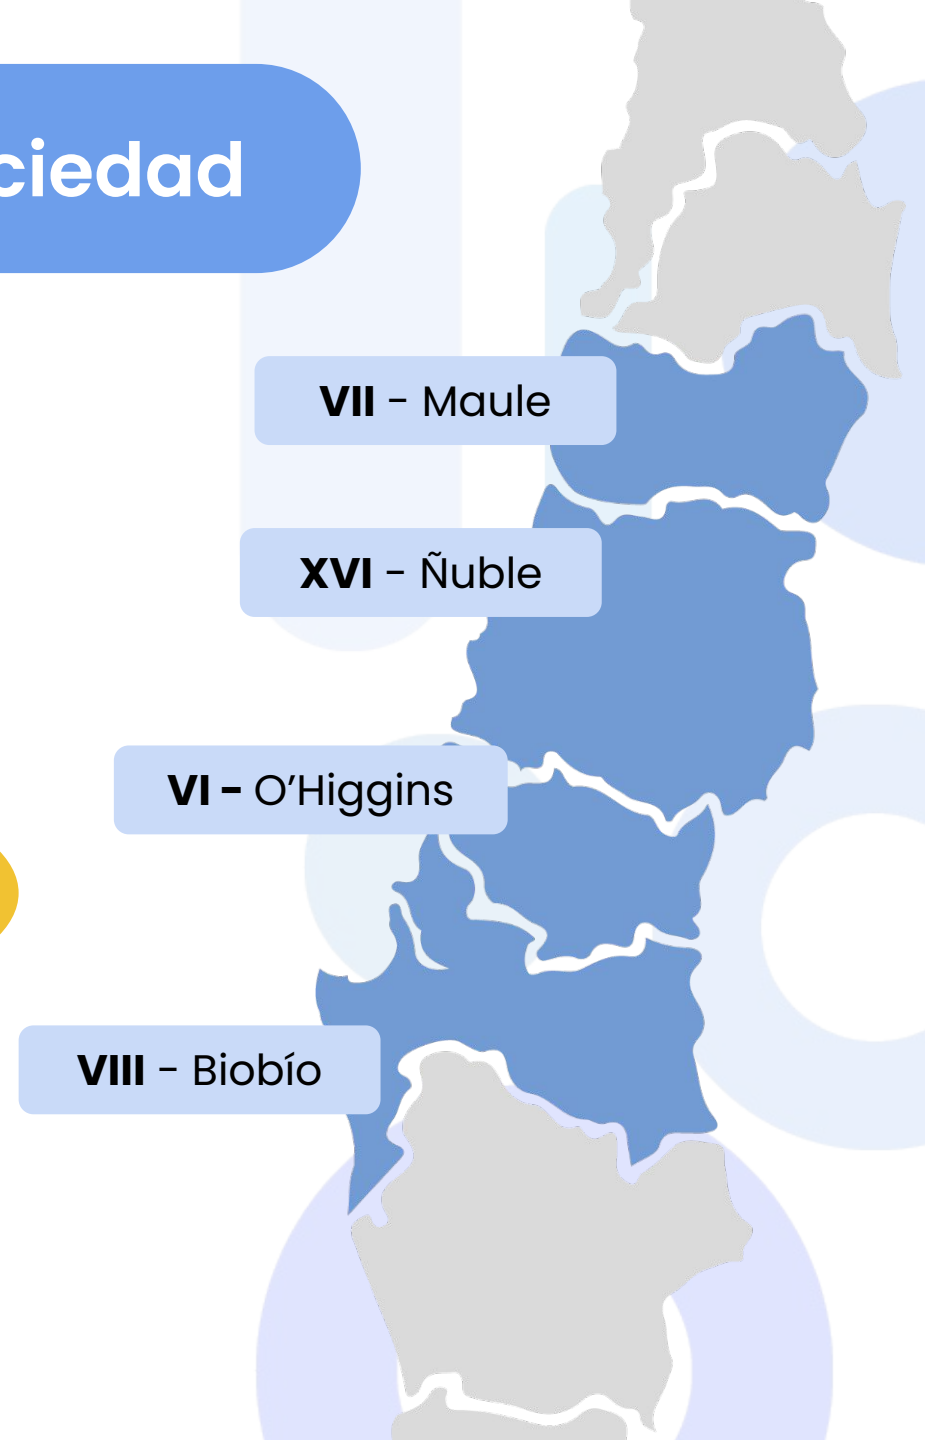 ciedad
VII - Maule
XVI - Ñuble
VI - O’Higgins
VIII - Biobío